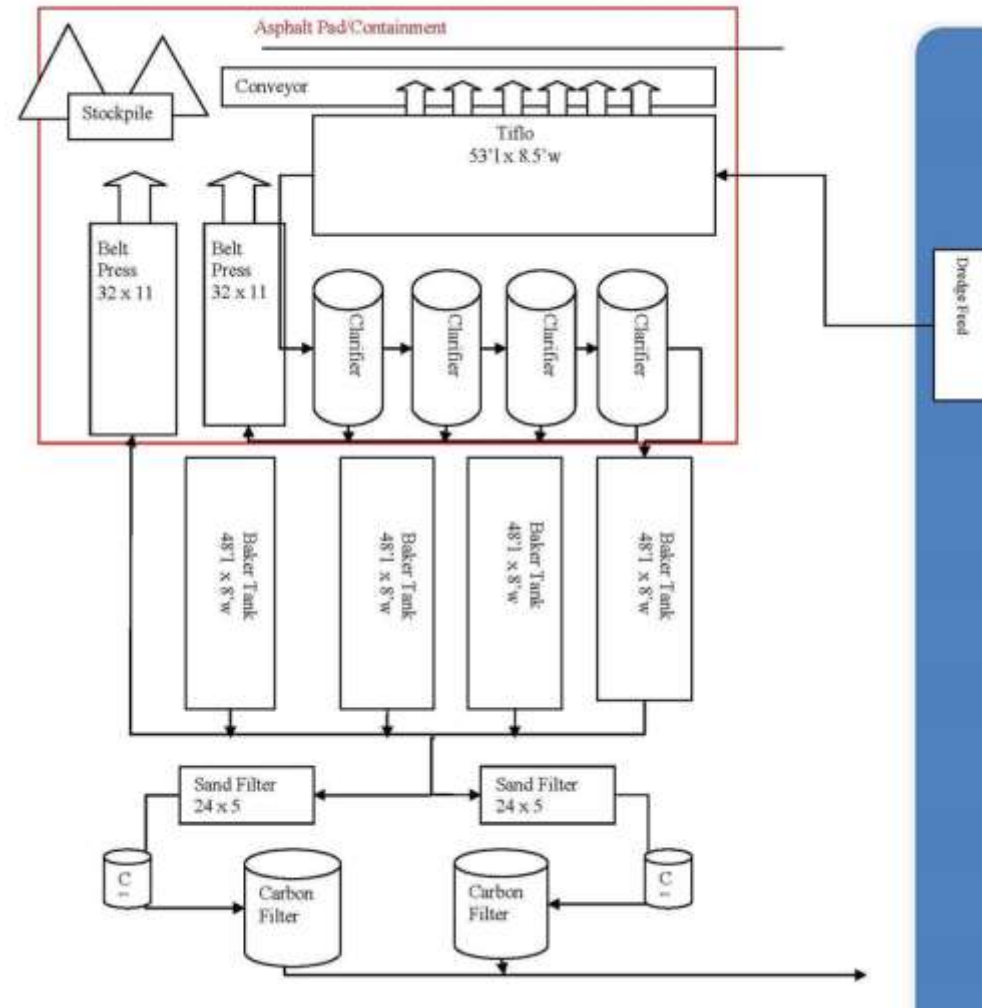 Asphalt Pad/Containment
Conveyor
Stockpile
Tiflo
53'l x 8.5'w
Belt
Press
32 x 11
Belt
Press
32 x 11
Dredge Feed
Clarifier
Clarifier
Clarifier
Clarifier
Baker Tank
48'l x 8'w
Baker Tank
48'l x 8'w
Baker Tank
48'l x 8'w
Baker Tank
48'l x 8'w
Sand Filter
24 x 5
Sand Filter
24 x 5
C
Carbon
Filter
Carbon
Filter
C